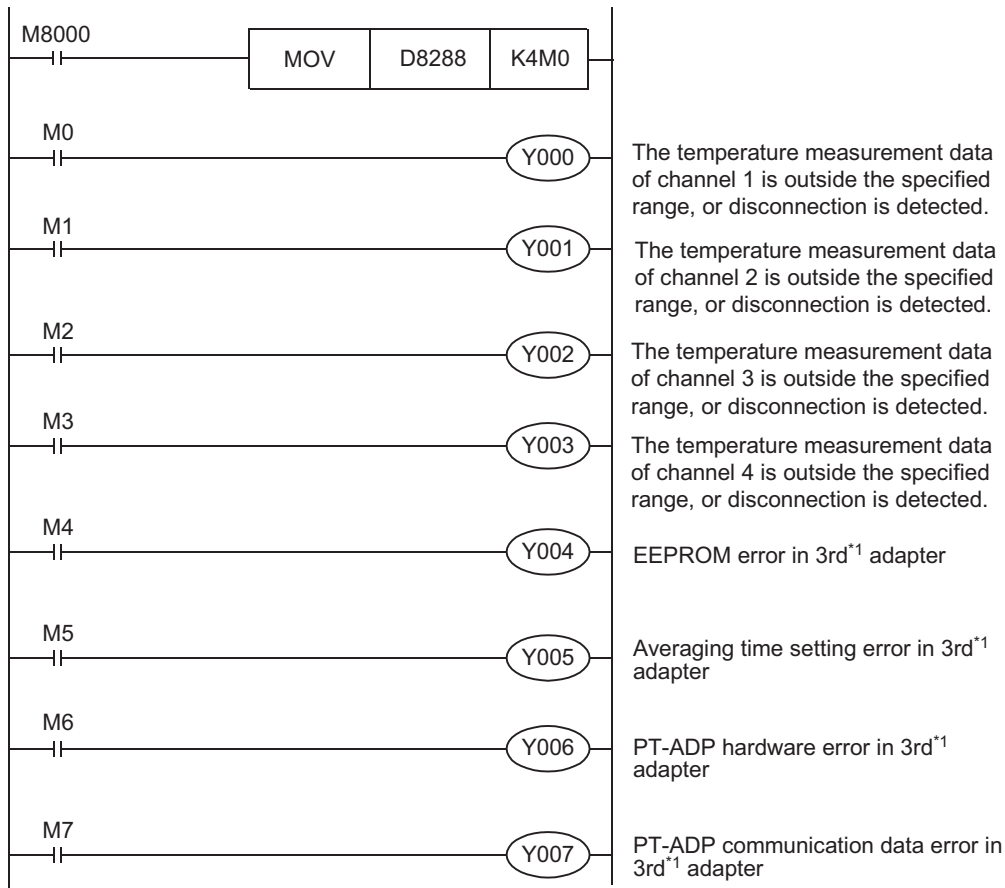 M8000
MOV D8288 K4M0
M0
Y000
The temperature measurement data
of channel 1 is outside the specified
range, or disconnection is detected.
M1
Y001
The temperature measurement data
of channel 2 is outside the specified
range, or disconnection is detected.
M2
Y002
The temperature measurement data
of channel 3 is outside the specified
range, or disconnection is detected.
M3
Y003
The temperature measurement data
of channel 4 is outside the specified
range, or disconnection is detected.
M4
Y004
EEPROM error in 3rd*1 adapter
M5
Y005
Averaging time setting error in 3rd*1
adapter
M6
Y006
PT-ADP hardware error in 3rd*1
adapter
M7
Y007
PT-ADP communication data error in
3rd*1 adapter